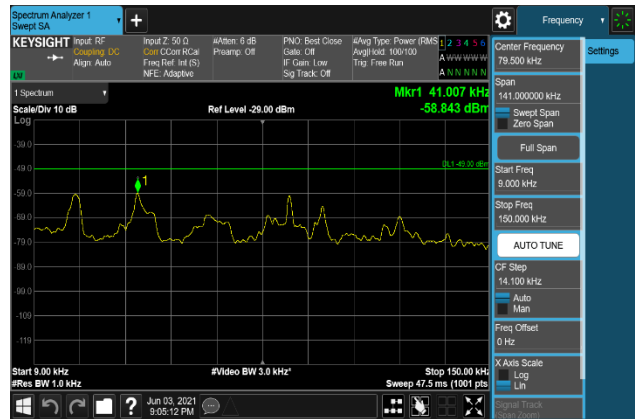 Spectrum Analyzer 1
Swept SA
Frequency
KEYSIGHT
Input: RF
Coupling: DC
Align: Auto
Input Z: 50 Ω
Corr CCorr RCal
Freq Ref: Int (S)
NFE: Adaptive
#Atten: 6 dB
Preamp: Off
PNO: Best Close
Gate: Off
IF Gain: Low
Sig Track: Off
#Avg Type: Power (RMS
Avg|Hold: 100/100
Trig: Free Run
1 2 3 4 5 6
A WW WW W
A N N N N N
LW
1 Spectrum
Scale/Div 10 dB
Log
Ref Level -29.00 dBm
Mkr1 41.007 kHz
-58.843 dBm
-39.0
-49.0
-59.0
-69.0
-79.0
-89.0
-99.0
-109
-119
DL1 -49.00 dBm
1
Start 9.00 kHz
#Res BW 1.0 kHz
#Video BW 3.0 kHz*
Stop 150.00 kHz
Sweep 47.5 ms (1001 pts
Jun 03, 2021
9:05:12 PM
Center Frequency
79.500 kHz
Settings
Span
141.000000 kHz
Swept Span
Zero Span
Full Span
Start Freq
9.000 kHz
Stop Freq
150.000 kHz
AUTO TUNE
CF Step
14.100 kHz
Auto
Man
Freq Offset
0 Hz
X Axis Scale
Log
Lin
Signal Track
(Span Zoom)